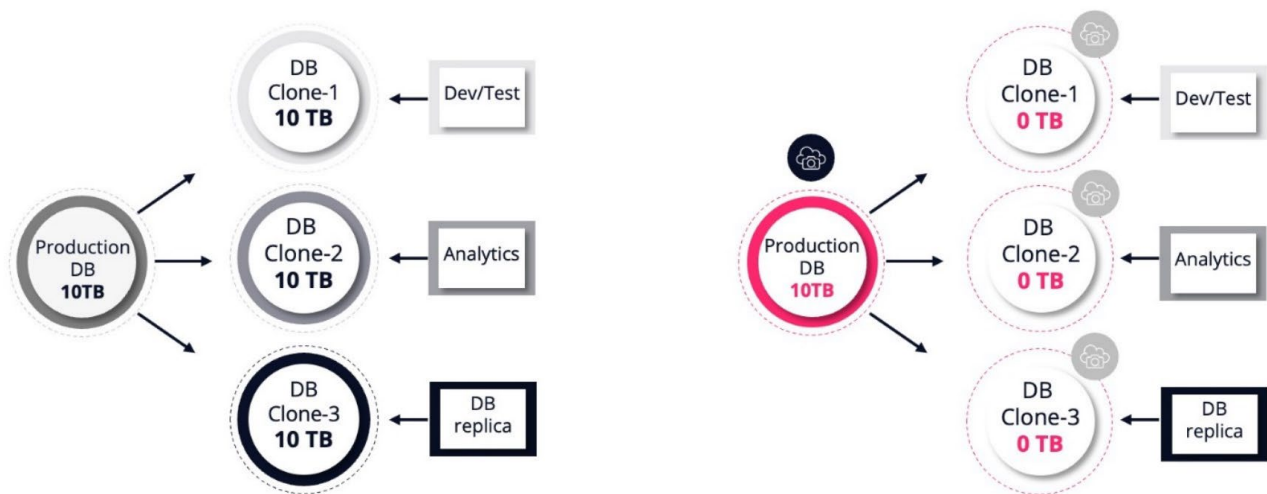 DB
Clone-1
10 TB
Dev/Test
Production
DB
10TB
DB
Clone-2
10 TB
Analytics
DB
Clone-3
10 TB
DB
replica
DB
Clone-1
0 TB
Dev/Test
Production
DB
10TB
DB
Clone-2
0 TB
Analytics
DB
Clone-3
0 TB
DB
replica